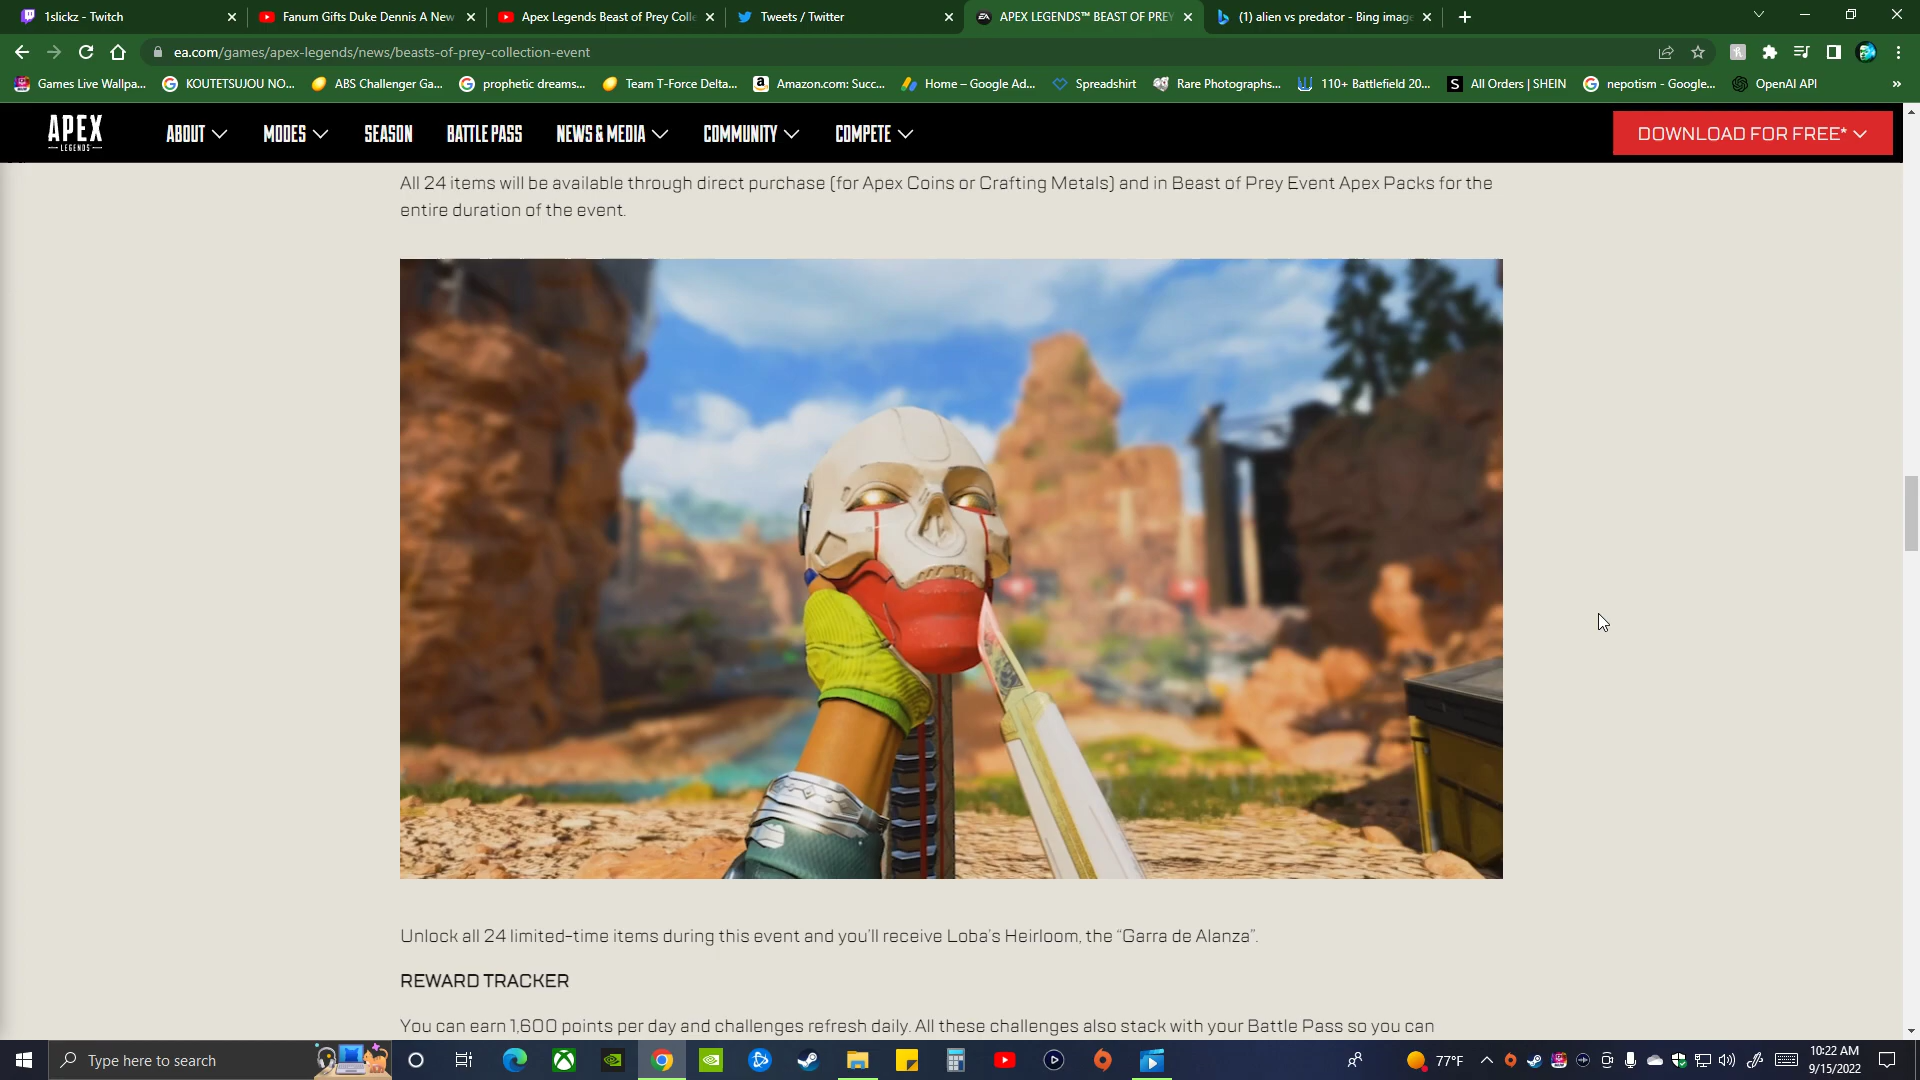 1slickz - Twitch
Fanum Gifts Duke Dennis A New
Apex Legends Beast of Prey Colle
Tweets / Twitter
APEX LEGENDS™ BEAST OF PREY
(1) alien vs predator - Bing image
ea.com/games/apex-legends/news/beasts-of-prey-collection-event
Games Live Wallpa...
KOUTETSUJOU NO...
ABS Challenger Ga...
prophetic dreams...
Team T-Force Delta...
Amazon.com: Succ...
Home – Google Ad...
Spreadshirt
Rare Photographs...
110+ Battlefield 20...
All Orders | SHEIN
nepotism - Google...
OpenAI API
»
APEX
LEGENDS
ABOUT
MODES
SEASON
BATTLE PASS
NEWS & MEDIA
COMMUNITY
COMPETE
DOWNLOAD FOR FREE*
All 24 items will be available through direct purchase (for Apex Coins or Crafting Metals) and in Beast of Prey Event Apex Packs for the
entire duration of the event.
Unlock all 24 limited-time items during this event and you'll receive Loba's Heirloom, the “Garra de Alanza”.
REWARD TRACKER
You can earn 1,600 points per day and challenges refresh daily. All these challenges also stack with your Battle Pass so you can
Type here to search
77°F
10:22 AM
9/15/2022